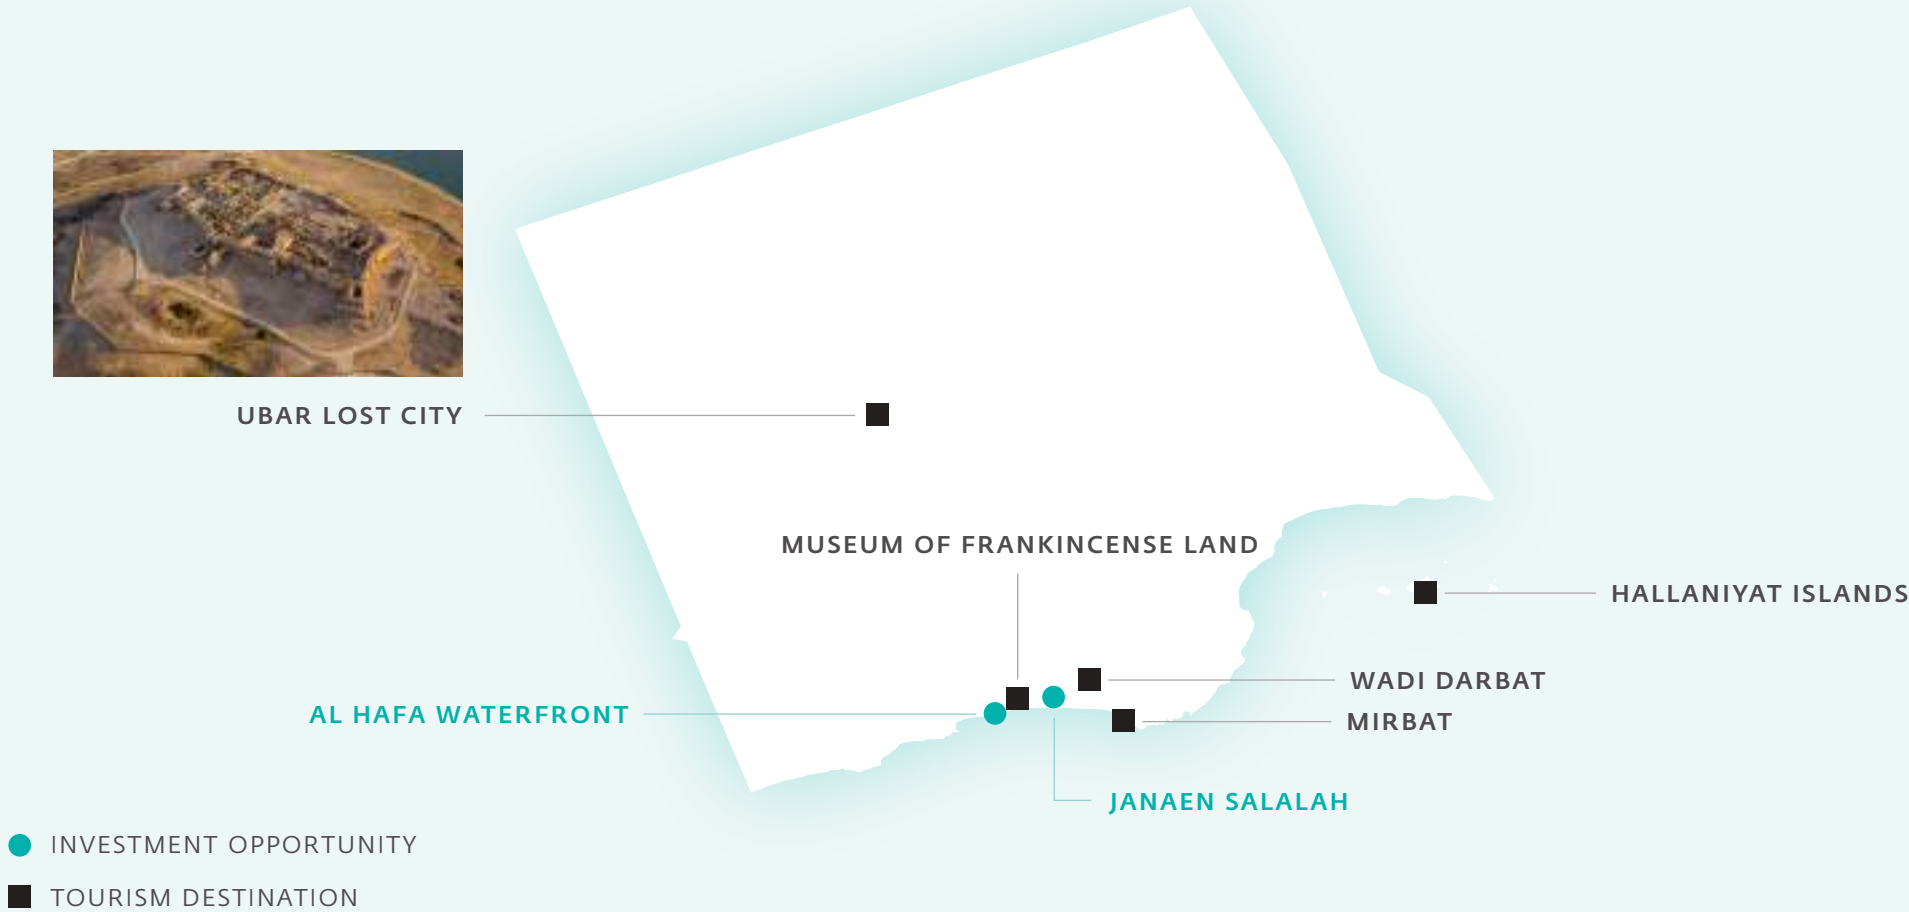 UBAR LOST CITY
MUSEUM OF FRANKINCENSE LAND
HALLANIYAT ISLANDS
WADI DARBAT
AL HAFA WATERFRONT
MIRBAT
JANAEN SALALAH
INVESTMENT OPPORTUNITY
TOURISM DESTINATION